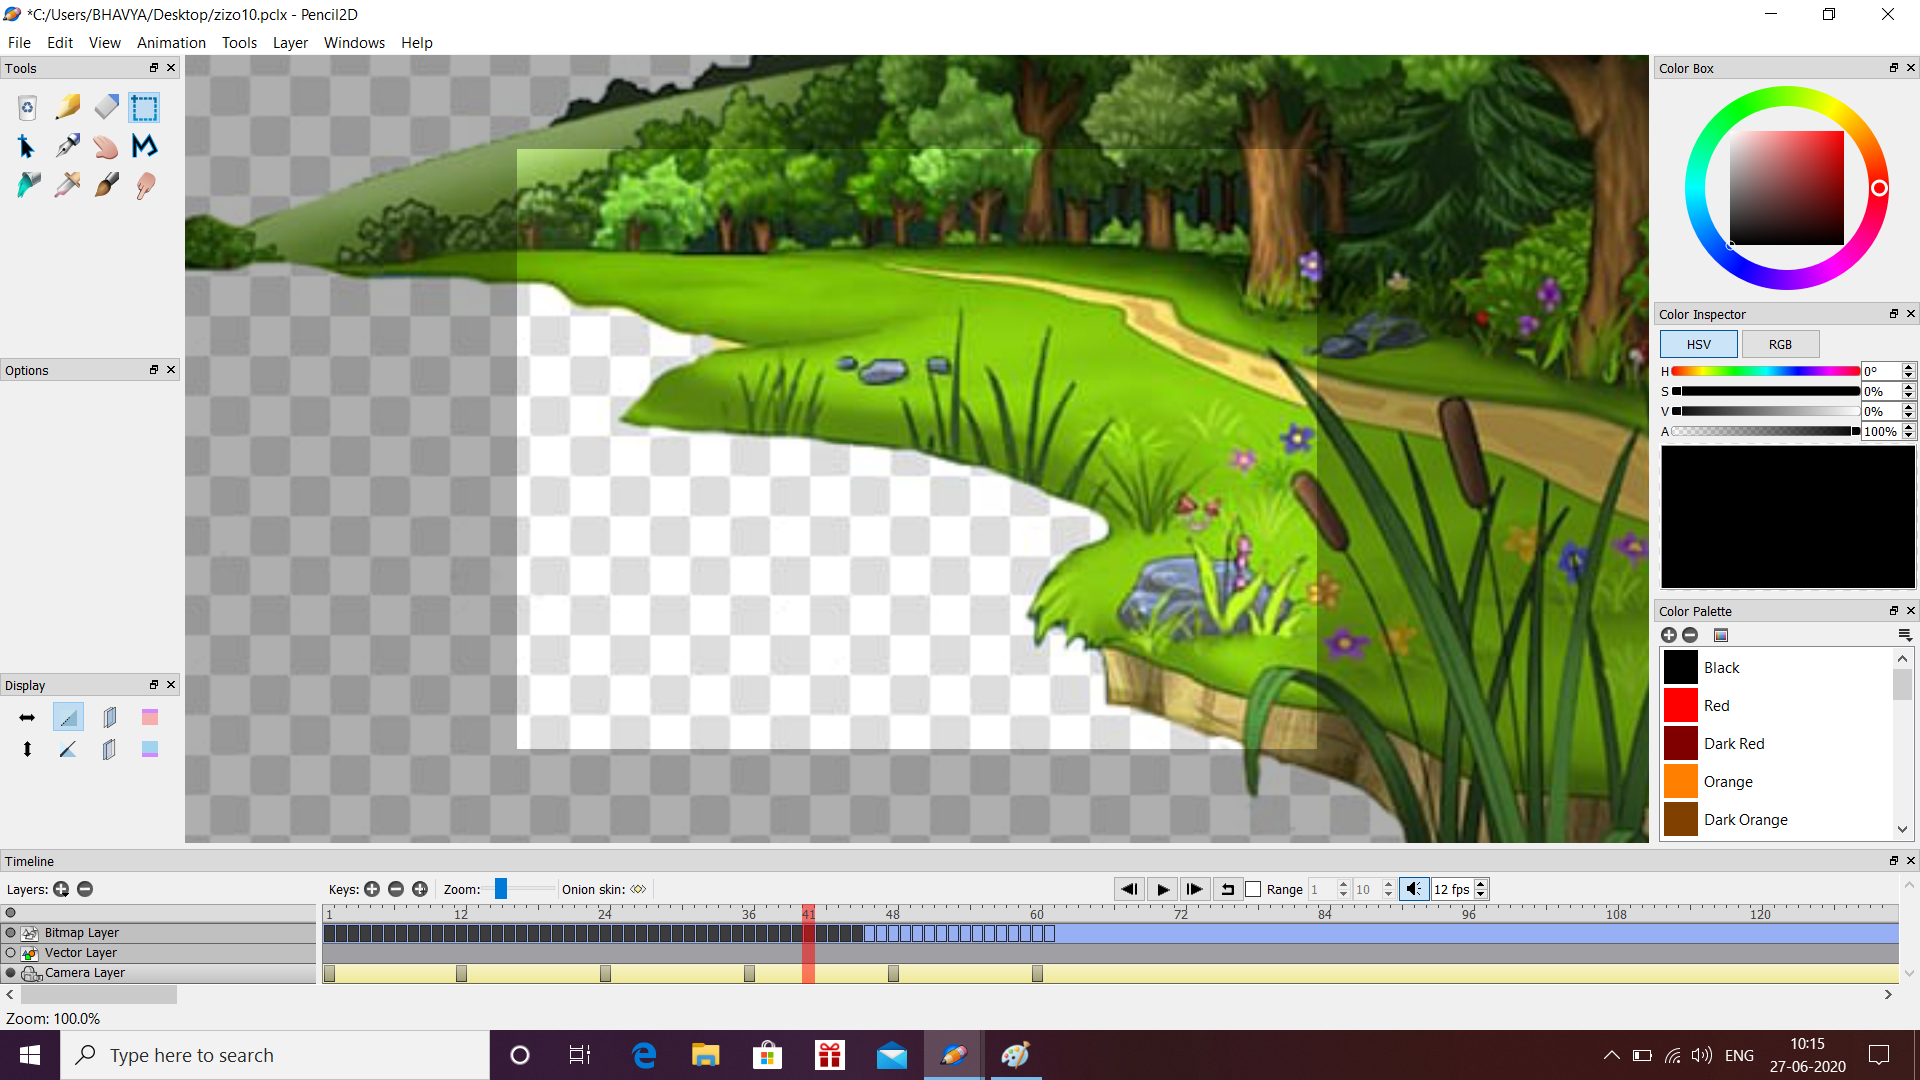 *C:/Users/BHAVYA/Desktop/zizo10.pclx - Pencil2D
File Edit View Animation Tools Layer Windows Help
Tools
Color Box
Color Inspector
HSV RGB
H 0°
S 0%
V 0%
A 100%
Options
Color Palette
Black
Red
Dark Red
Orange
Dark Orange
Display
Timeline
Layers: Keys: Zoom: Onion skin: Range 1 10 12 fps
1 12 24 36 41 48 60 72 84 96 108 120
Bitmap Layer
Vector Layer
Camera Layer
Zoom: 100.0%
Type here to search
ENG
10:15
27-06-2020